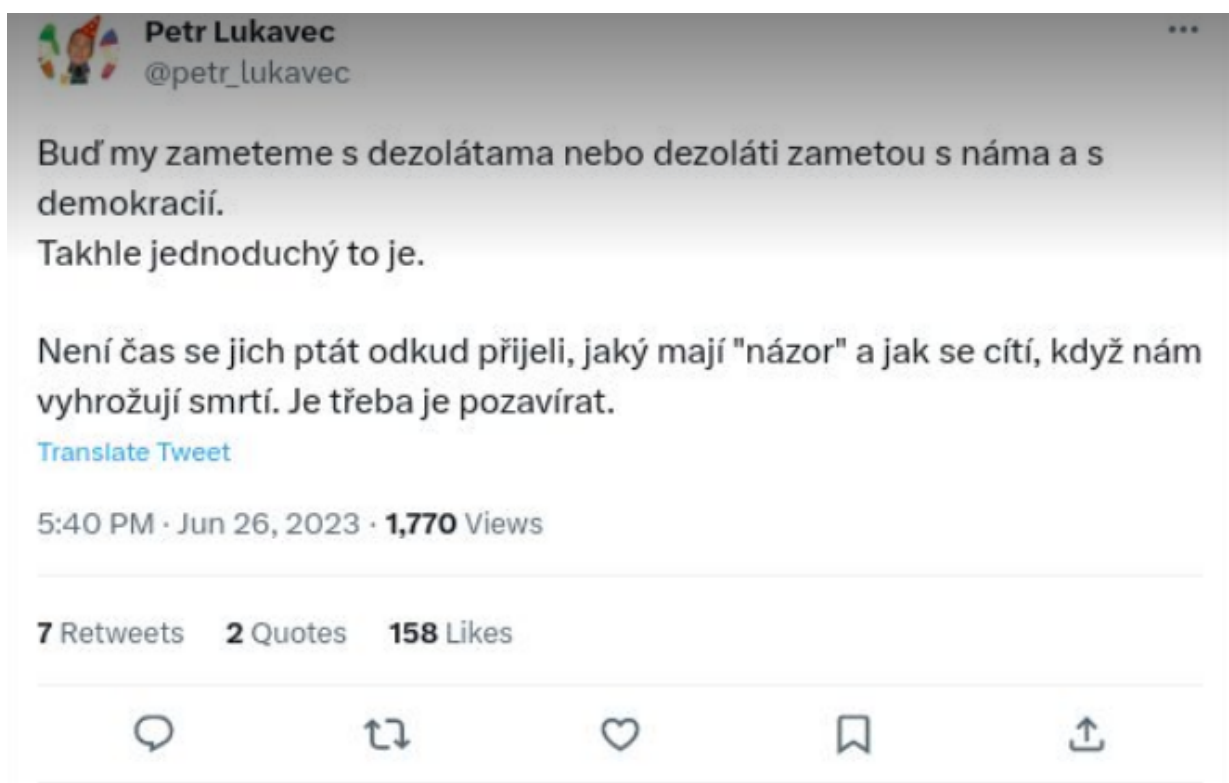 Petr Lukavec
@petr_lukavec
Buď my zameteme s dezolátama nebo dezoláti zametou s náma a s
demokracií.
Takhle jednoduchý to je.
Není čas se jich ptát odkud přijeli, jaký mají "názor" a jak se cítí, když nám
vyhrožují smrtí. Je třeba je pozavírat.
Translate Tweet
5:40 PM · Jun 26, 2023 · 1,770 Views
7 Retweets 2 Quotes 158 Likes